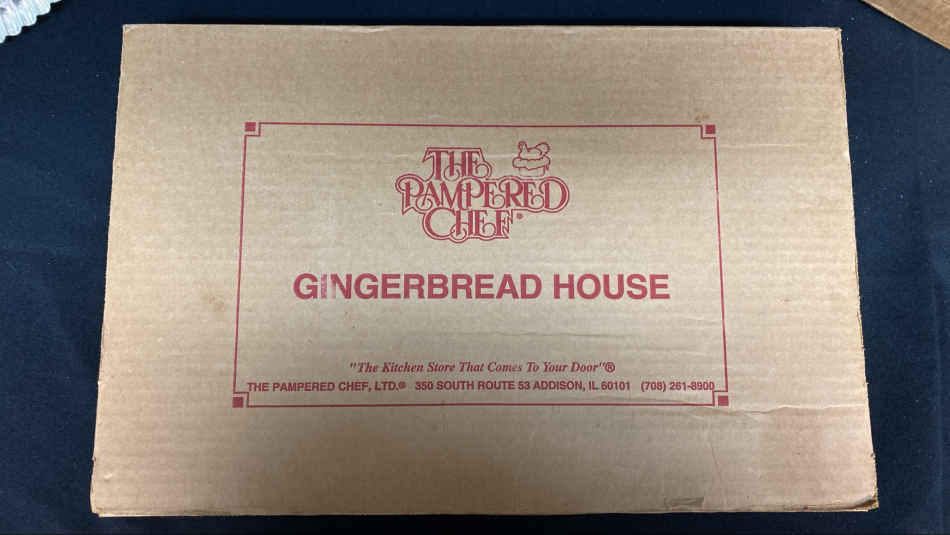 THE
PAMPERED
CHEF®
GINGERBREAD HOUSE
"The Kitchen Store That Comes To Your Door"®
THE PAMPERED CHEF, LTD.® 350 SOUTH ROUTE 53 ADDISON, IL 60101 (708) 261-8900